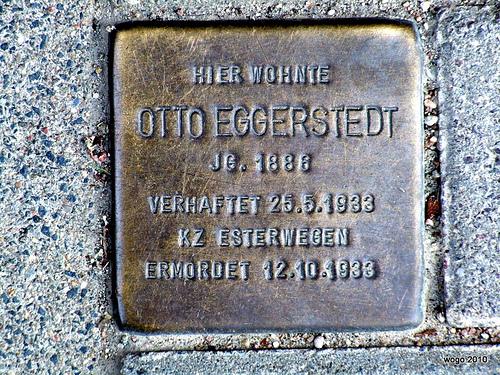 HIER WOHNTE
OTTO EGGERSTEDT
JG. 1886
VERHAFTET 25.5.1933
KZ ESTERWEGEN
ERMORDET 12.10.1933
wogo 2010